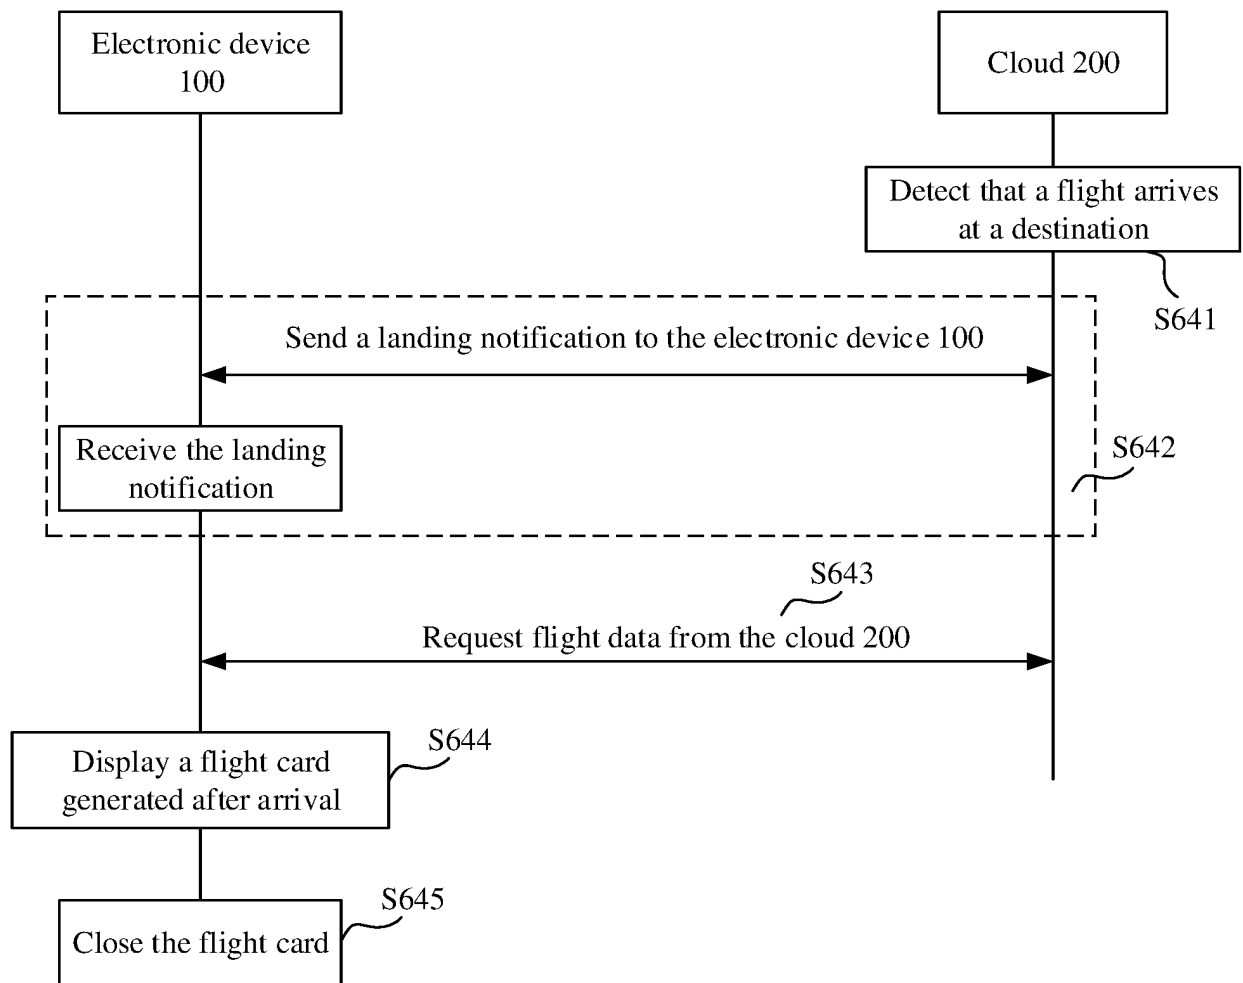 Electronic device
100
Cloud 200
Detect that a flight arrives
at a destination
S641
Send a landing notification to the electronic device 100
Receive the landing
notification
S642
S643
Request flight data from the cloud 200
S644
Display a flight card
generated after arrival
S645
Close the flight card